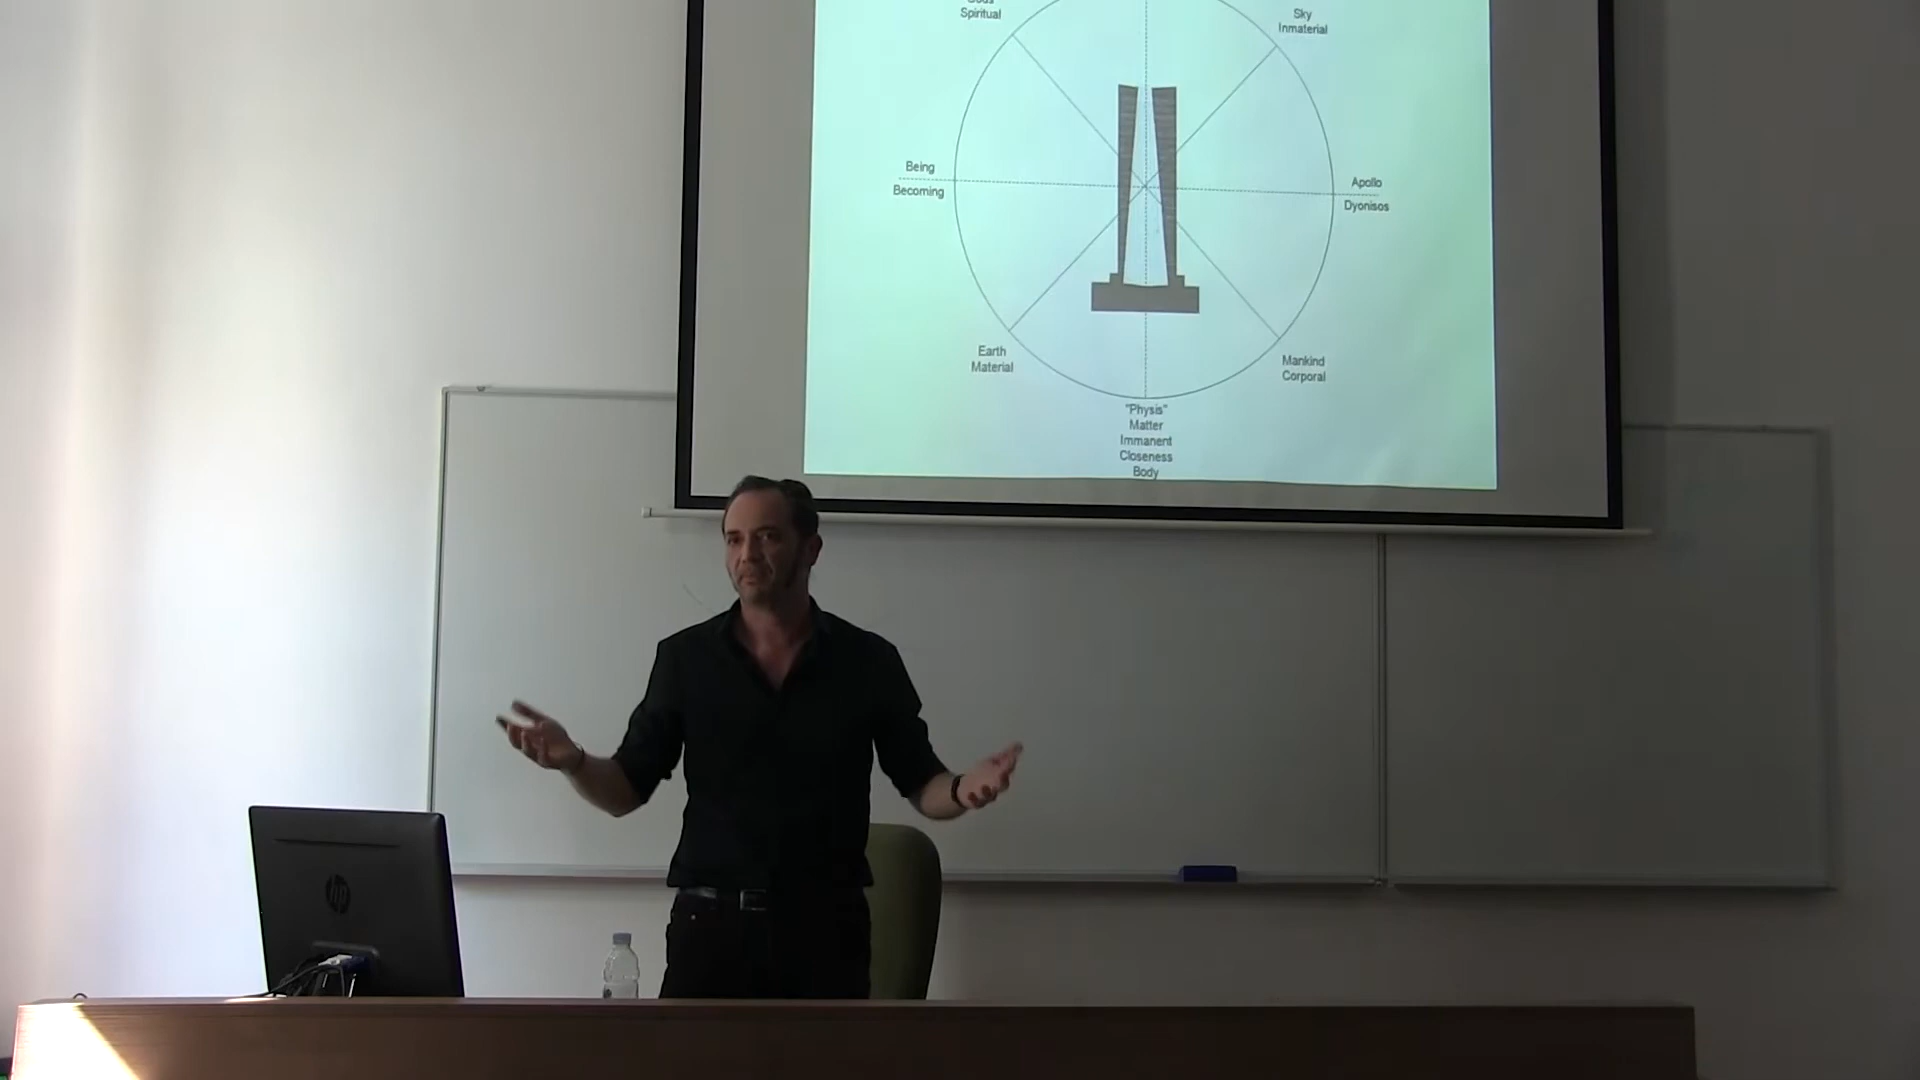 Spiritual
Sky
Inmaterial
Being
Becoming
Apollo
Dyonisos
Earth
Material
Mankind
Corporal
"Physis"
Matter
Immanent
Closeness
Body
hp